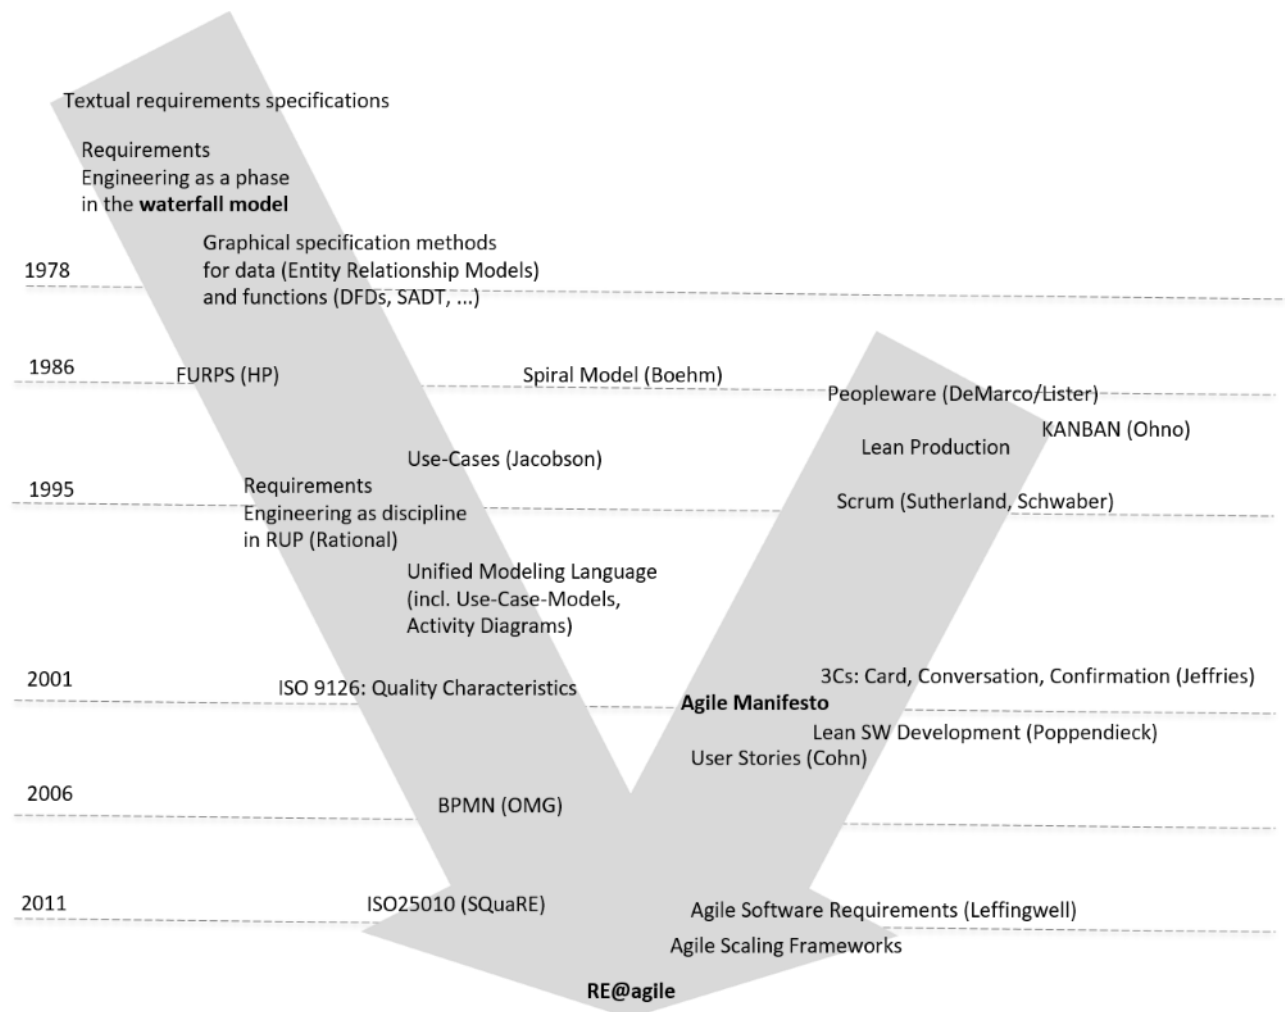 Textual requirements specifications
Requirements
Engineering as a phase
in the waterfall model
Graphical specification methods
1978
for data (Entity Relationship Models)
and functions (DFDs, SADT, ...)
1986
FURPS (HP)
Spiral Model (Boehm)
Peopleware (DeMarco/Lister)
KANBAN (Ohno)
Lean Production
Use-Cases (Jacobson)
1995
Requirements
Engineering as discipline
in RUP (Rational)
Scrum (Sutherland, Schwaber)
Unified Modeling Language
(incl. Use-Case-Models,
Activity Diagrams)
2001
ISO 9126: Quality Characteristics
3Cs: Card, Conversation, Confirmation (Jeffries)
Agile Manifesto
Lean SW Development (Poppendieck)
User Stories (Cohn)
2006
BPMN (OMG)
2011
ISO25010 (SQuaRE)
Agile Software Requirements (Leffingwell)
Agile Scaling Frameworks
RE@agile